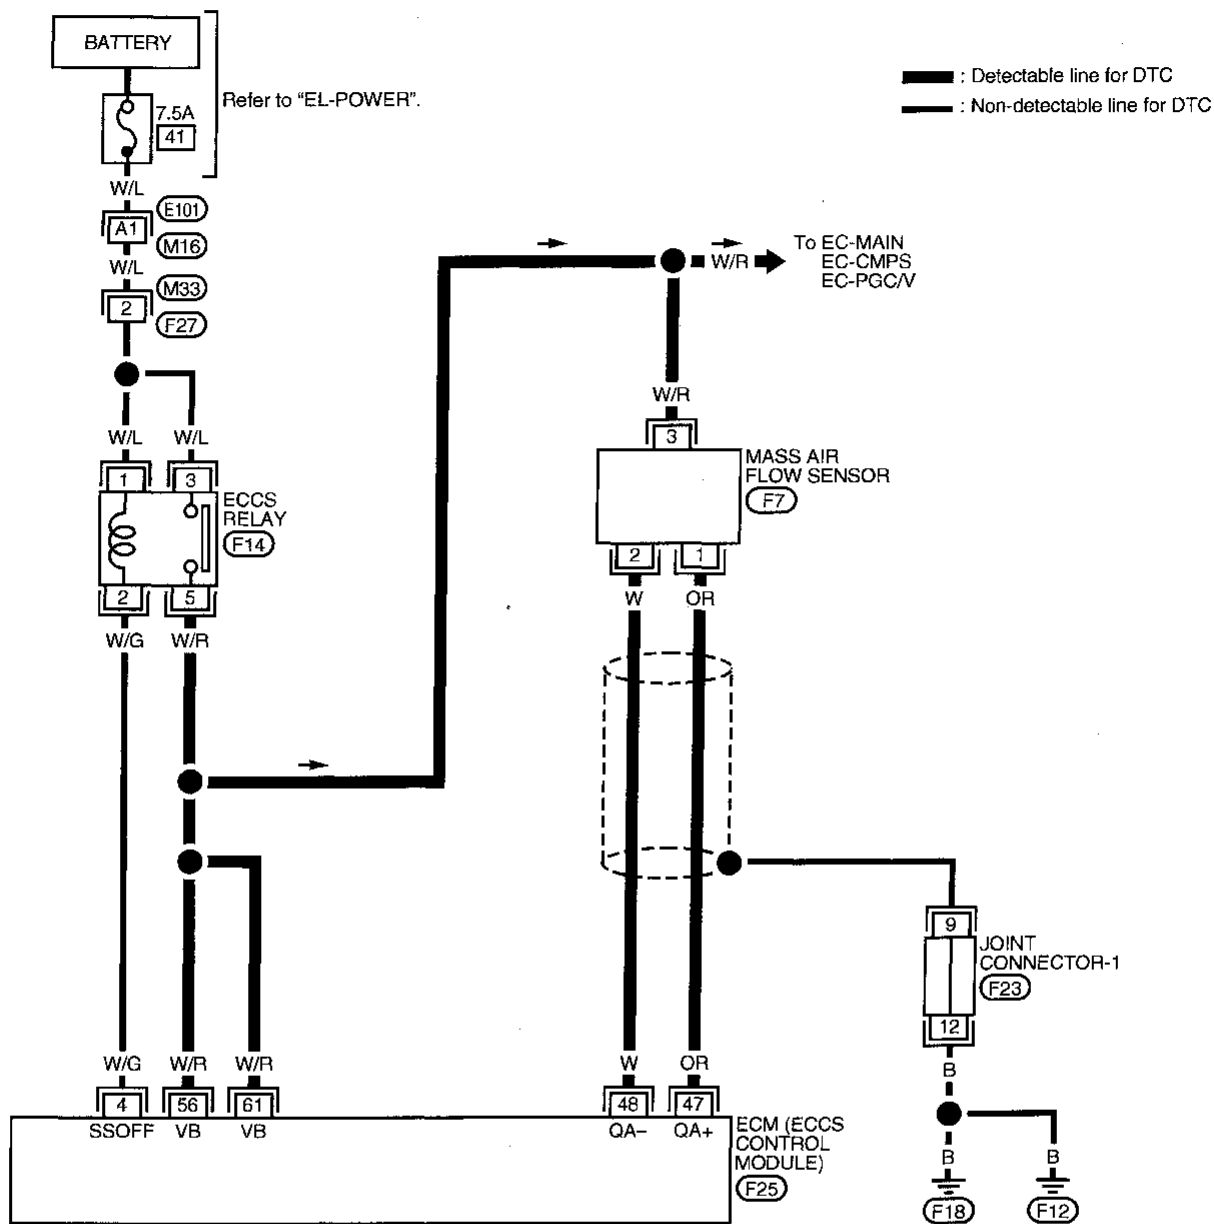 BATTERY
Refer to "EL-POWER".
7.5A
41
: Detectable line for DTC
: Non-detectable line for DTC
W/L
E101
A1
M16
W/L
M33
2
F27
W/R
To EC-MAIN
EC-CMPS
EC-PGC/V
W/L
W/L
1
3
ECCS
RELAY
F14
2
5
W/G
W/R
W/R
3
MASS AIR
FLOW SENSOR
F7
2
1
W
OR
9
JOINT
CONNECTOR-1
F23
12
B
B
B
F18
F12
W/G
W/R
W/R
W
OR
4
56
61
48
47
SSOFF
VB
VB
QA–
QA+
ECM (ECCS
CONTROL
MODULE)
F25